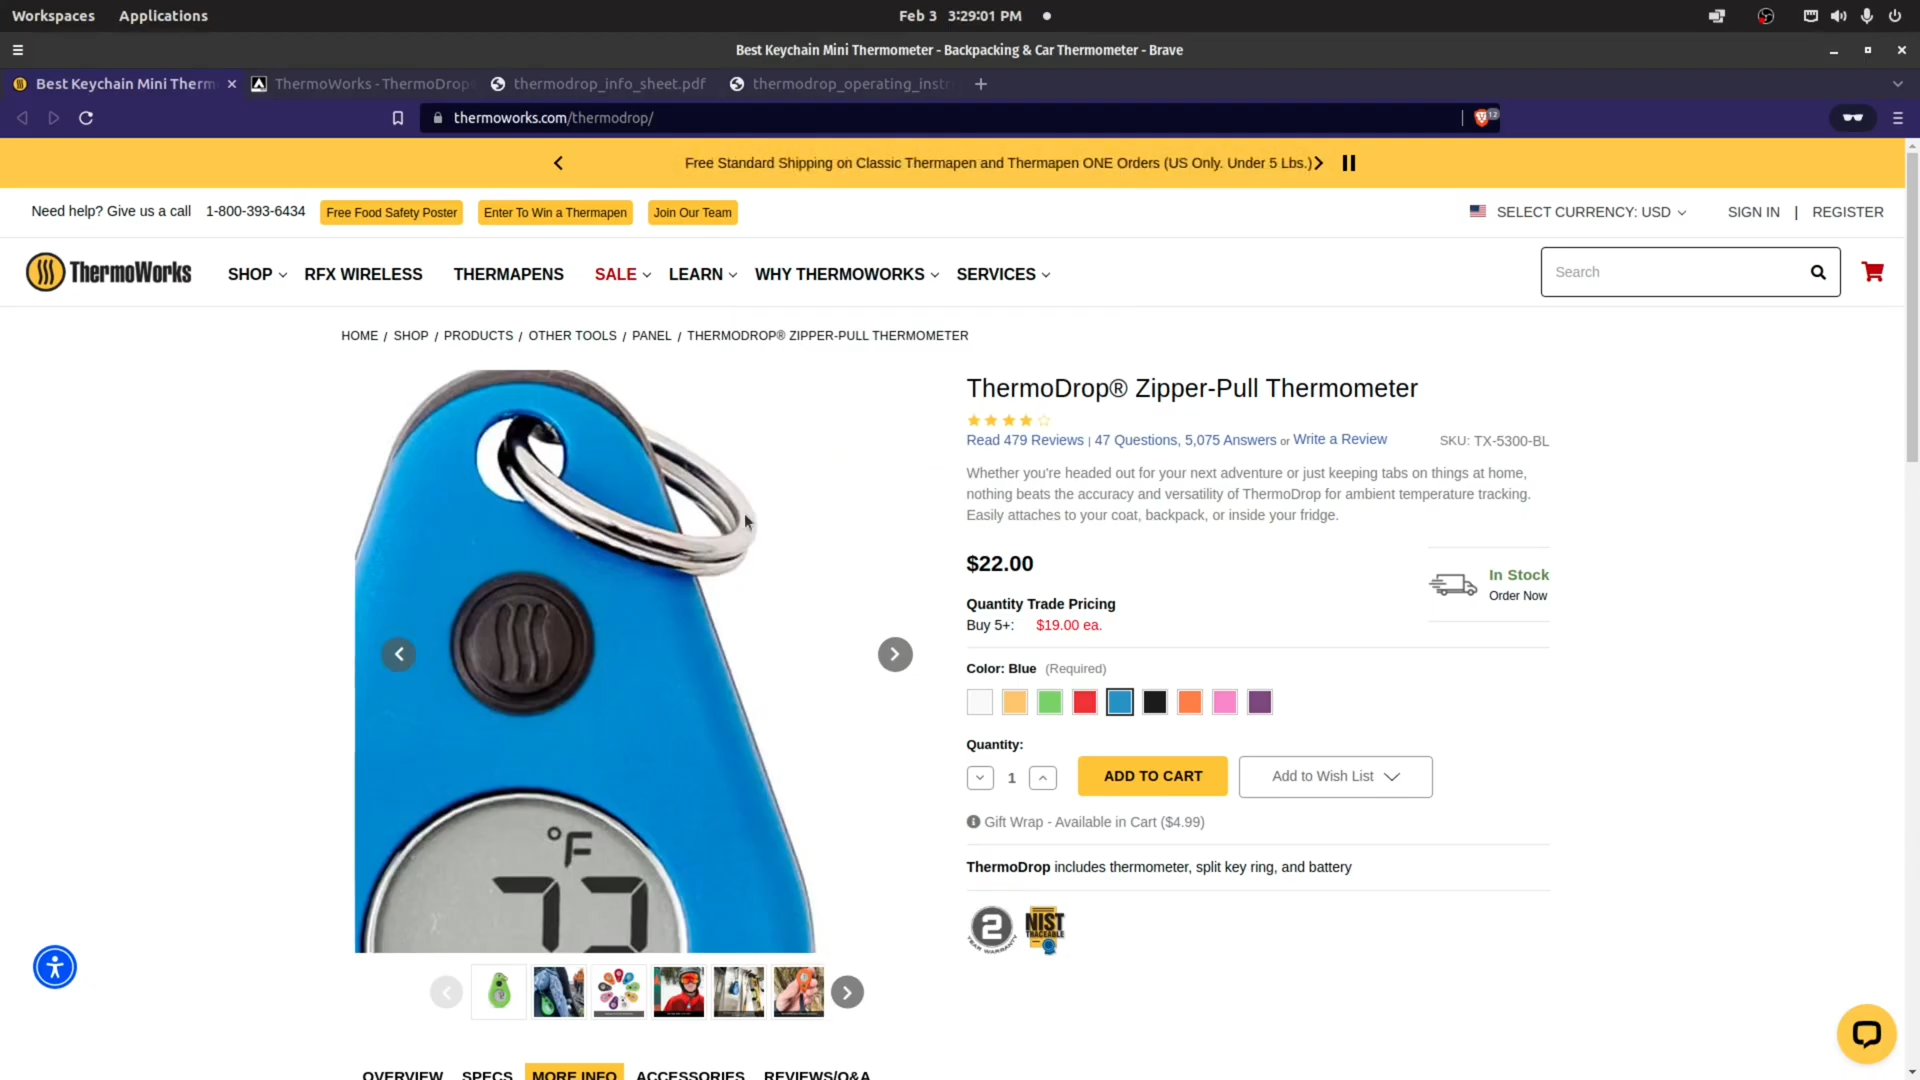 Workspaces Applications Feb 3 3:29:01 PM
Best Keychain Mini Thermometer - Backpacking & Car Thermometer - Brave
Best Keychain Mini Therm ThermoWorks - ThermoDrop thermodrop_info_sheet.pdf thermodrop_operating_instr
thermoworks.com/thermodrop/ 12
Free Standard Shipping on Classic Thermapen and Thermapen ONE Orders (US Only. Under 5 Lbs.)
Need help? Give us a call 1-800-393-6434 Free Food Safety Poster Enter To Win a Thermapen Join Our Team SELECT CURRENCY: USD SIGN IN | REGISTER
ThermoWorks SHOP RFX WIRELESS THERMAPENS SALE LEARN WHY THERMOWORKS SERVICES Search
HOME / SHOP / PRODUCTS / OTHER TOOLS / PANEL / THERMODROP® ZIPPER-PULL THERMOMETER
ThermoDrop® Zipper-Pull Thermometer
Read 479 Reviews | 47 Questions, 5,075 Answers or Write a Review SKU: TX-5300-BL
Whether you're headed out for your next adventure or just keeping tabs on things at home,
nothing beats the accuracy and versatility of ThermoDrop for ambient temperature tracking.
Easily attaches to your coat, backpack, or inside your fridge.
$22.00
In Stock
Order Now
Quantity Trade Pricing
Buy 5+: $19.00 ea.
Color: Blue (Required)
Quantity:
1 ADD TO CART Add to Wish List
Gift Wrap - Available in Cart ($4.99)
ThermoDrop includes thermometer, split key ring, and battery
2 YEAR WARRANTY
NIST TRACEABLE
°F
73
OVERVIEW SPECS MORE INFO ACCESSORIES REVIEWS/Q&A